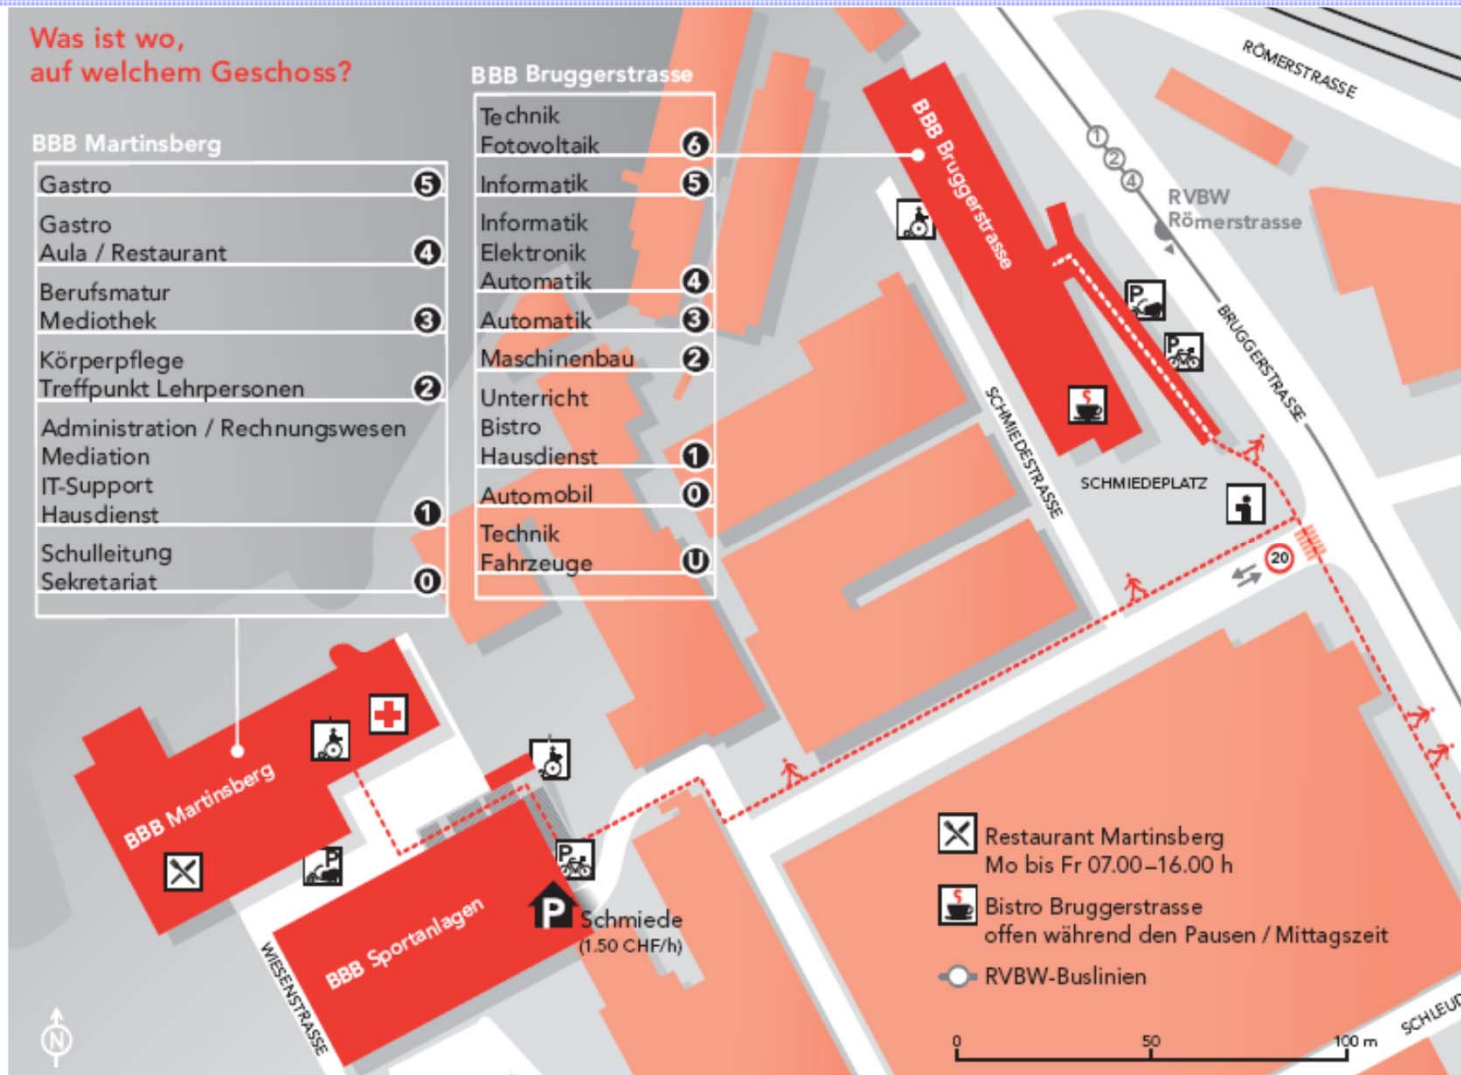 Was ist wo,
auf welchem Geschoss?
BBB Martinsberg
Gastro 5
Gastro
Aula / Restaurant 4
Berufsmatur
Mediothek 3
Körperpflege
Treffpunkt Lehrpersonen 2
Administration / Rechnungswesen
Mediation
IT-Support
Hausdienst 1
Schulleitung
Sekretariat 0
BBB Bruggerstrasse
Technik
Fotovoltaik 6
Informatik 5
Informatik
Elektronik
Automatik 4
Automatik 3
Maschinenbau 2
Unterricht
Bistro
Hausdienst 1
Automobil 0
Technik
Fahrzeuge U
BBB Bruggerstrasse
RÖMERSTRASSE
1
2
4
RVBW
Römerstrasse
P
P
BRUGGERSTRASSE
SCHMIEDESTRASSE
SCHMIEDEPLATZ
20
BBB Martinsberg
P
P
BBB Sportanlagen
P Schmiede
(1.50 CHF/h)
WIESENSTRASSE
N
Restaurant Martinsberg
Mo bis Fr 07.00–16.00 h
Bistro Bruggerstrasse
offen während den Pausen / Mittagszeit
RVBW-Buslinien
0 50 100 m
SCHLEUD